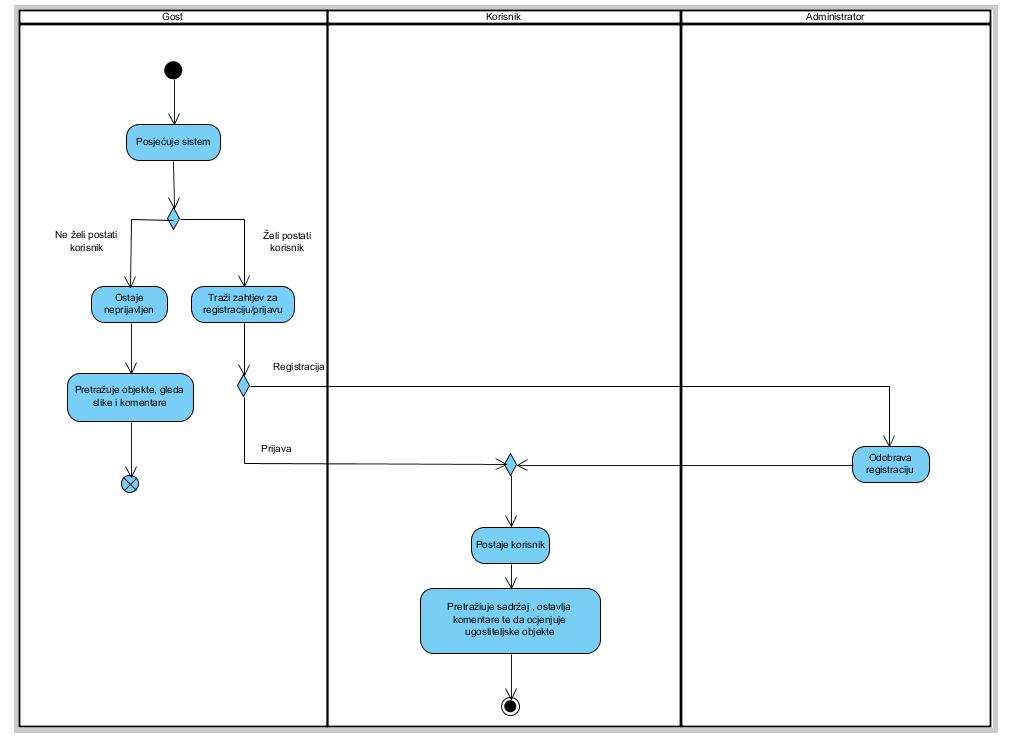 Gost
Korisnik
Administrator
Posjećuje sistem
Ne želi postati
korisnik
Želi postati
korisnik
Ostaje
neprijavljen
Traži zahtjev za
registraciju/prijavu
Registracija
Pretražuje objekte, gleda
slike i komentare
Prijava
Odobrava
registraciju
Postaje korisnik
Pretražiuje sadržaj , ostavlja
komentare te da ocjenjuje
ugostiteljske objekte